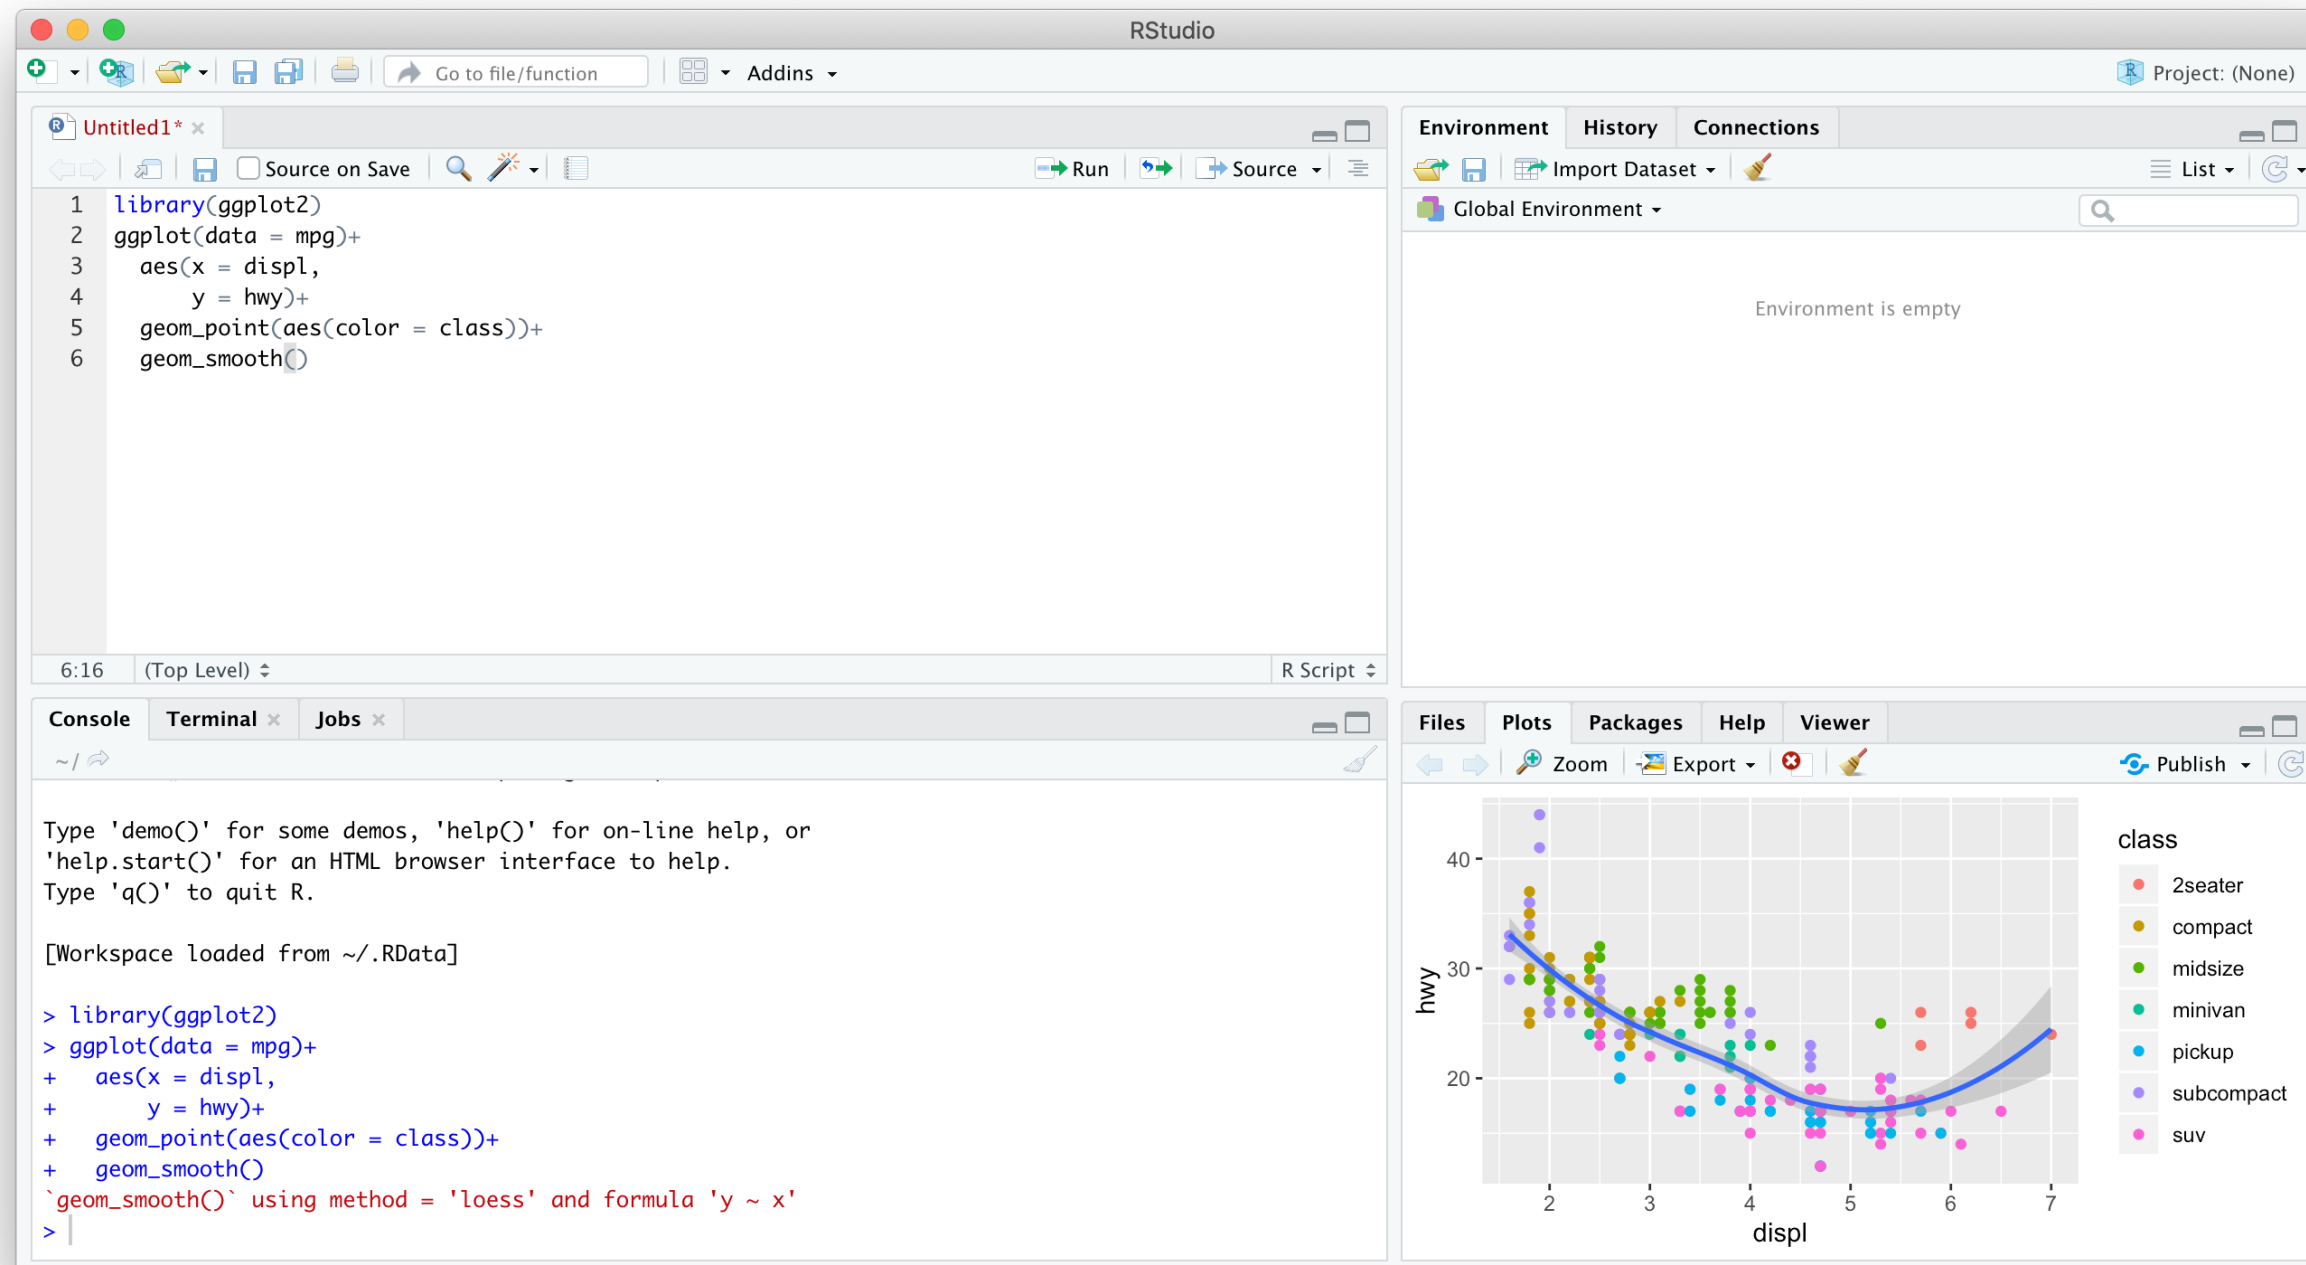 RStudio
Go to file/function
Addins
Project: (None)
Untitled1*
Source on Save
Run
Source
1 library(ggplot2)
2 ggplot(data = mpg)+
3   aes(x = displ,
4       y = hwy)+
5   geom_point(aes(color = class))+
6   geom_smooth()
6:16 (Top Level) R Script
Environment History Connections
Import Dataset List
Global Environment
Environment is empty
Console Terminal Jobs
~/
Type 'demo()' for some demos, 'help()' for on-line help, or
'help.start()' for an HTML browser interface to help.
Type 'q()' to quit R.
[Workspace loaded from ~/.RData]
> library(ggplot2)
> ggplot(data = mpg)+
+   aes(x = displ,
+       y = hwy)+
+   geom_point(aes(color = class))+
+   geom_smooth()
`geom_smooth()` using method = 'loess' and formula 'y ~ x'
>
Files Plots Packages Help Viewer
Zoom Export Publish
40
30
20
hwy
2 3 4 5 6 7
displ
class
2seater
compact
midsize
minivan
pickup
subcompact
suv